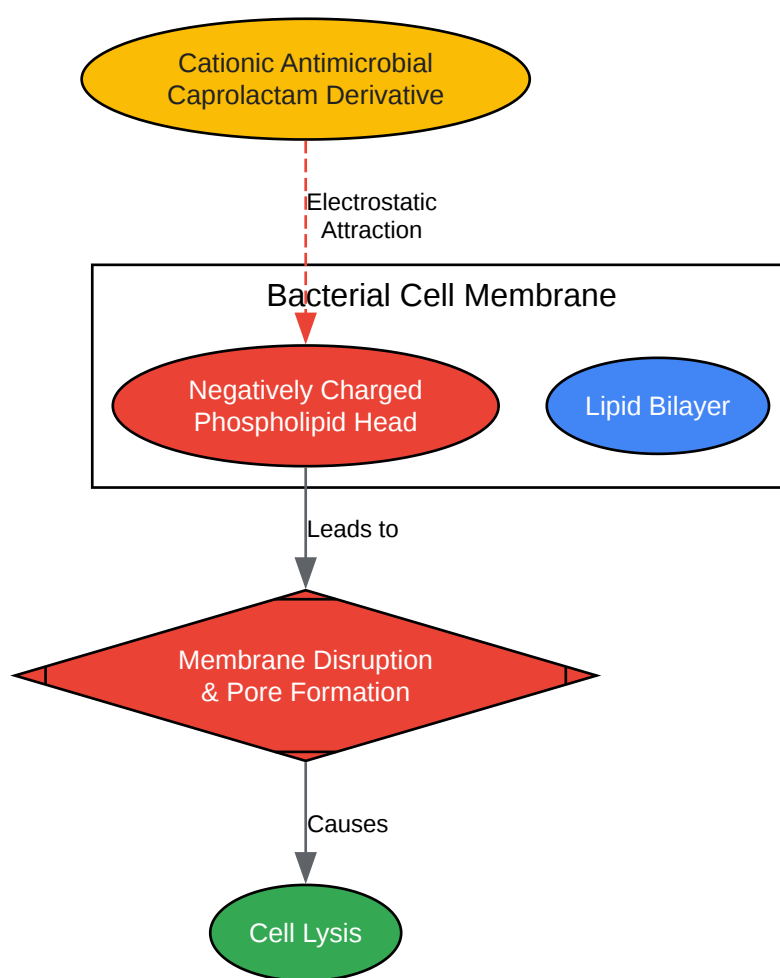 Cationic Antimicrobial
Caprolactam Derivative
Electrostatic
Attraction
Bacterial Cell Membrane
Negatively Charged
Phospholipid Head
Lipid Bilayer
Leads to
Membrane Disruption
& Pore Formation
Causes
Cell Lysis